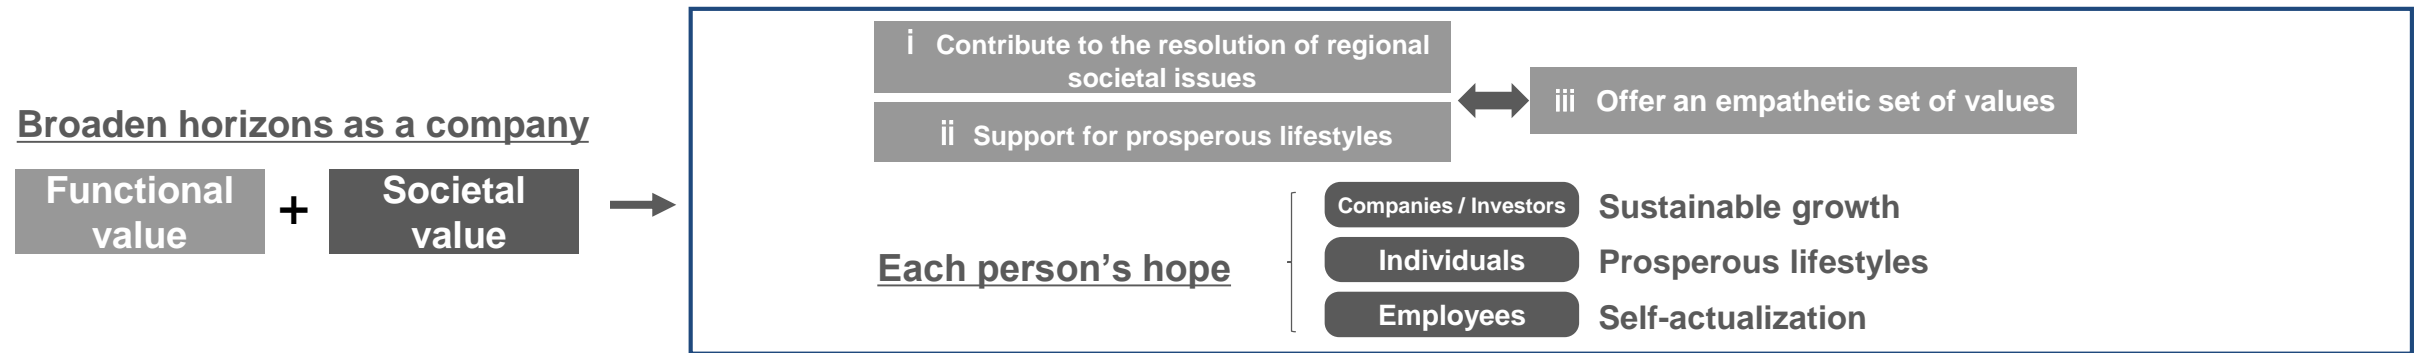 Broaden horizons as a company
Functional
value
+
Societal
value
i Contribute to the resolution of regional
societal issues
ii Support for prosperous lifestyles
iii Offer an empathetic set of values
Each person’s hope
Companies / Investors Sustainable growth
Individuals Prosperous lifestyles
Employees Self-actualization